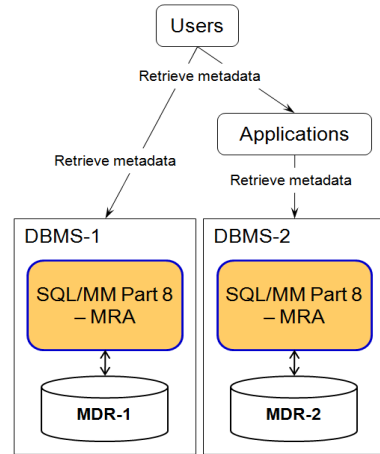 Users
Retrieve metadata
Applications
Retrieve metadata
Retrieve metadata
DBMS-1
SQL/MM Part 8
– MRA
MDR-1
DBMS-2
SQL/MM Part 8
– MRA
MDR-2